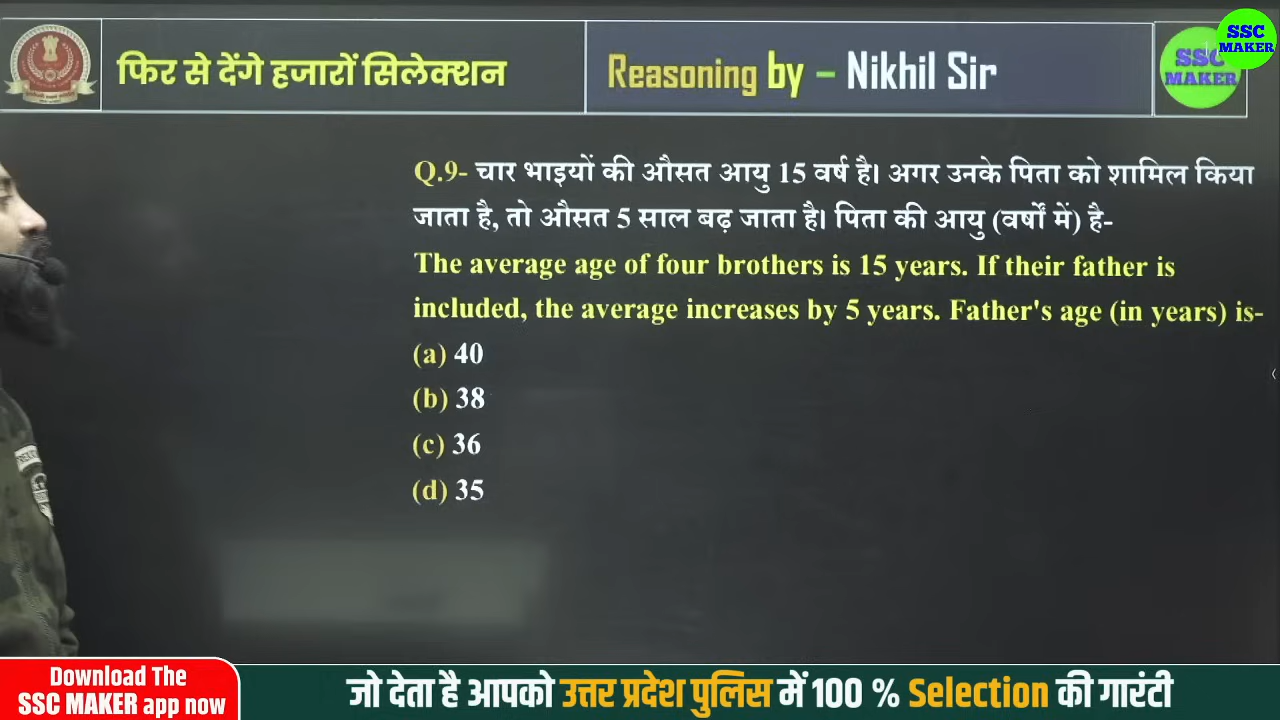 फिर से देंगे हजारों सिलेक्शन
Reasoning by – Nikhil Sir
SSC
MAKER
SSC
MAKER
Q.9- चार भाइयों की औसत आयु 15 वर्ष है। अगर उनके पिता को शामिल किया
जाता है, तो औसत 5 साल बढ़ जाता है। पिता की आयु (वर्षों में) है-
The average age of four brothers is 15 years. If their father is
included, the average increases by 5 years. Father's age (in years) is-
(a) 40
(b) 38
(c) 36
(d) 35
Download The
SSC MAKER app now
जो देता है आपको उत्तर प्रदेश पुलिस में 100 % Selection की गारंटी